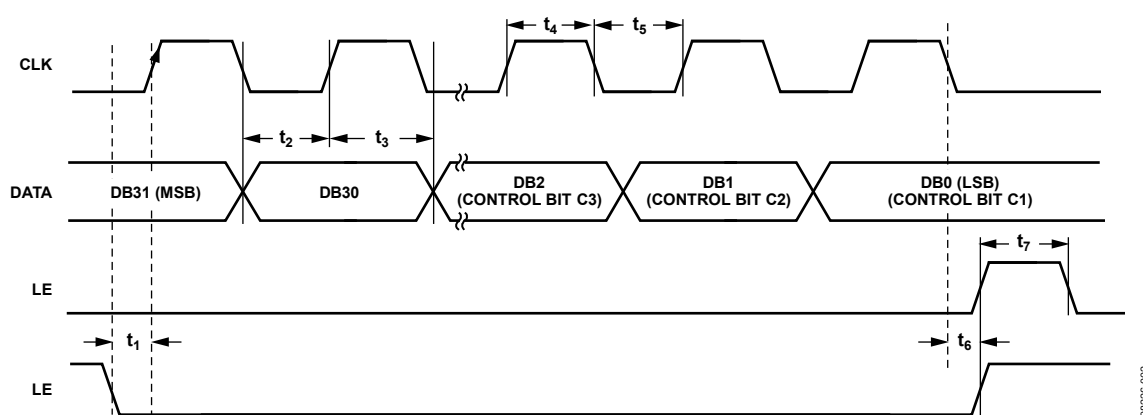 t4 t5
CLK
t2 t3
DATA
DB31 (MSB)
DB30
DB2
(CONTROL BIT C3)
DB1
(CONTROL BIT C2)
DB0 (LSB)
(CONTROL BIT C1)
t7
LE
t1
t6
LE